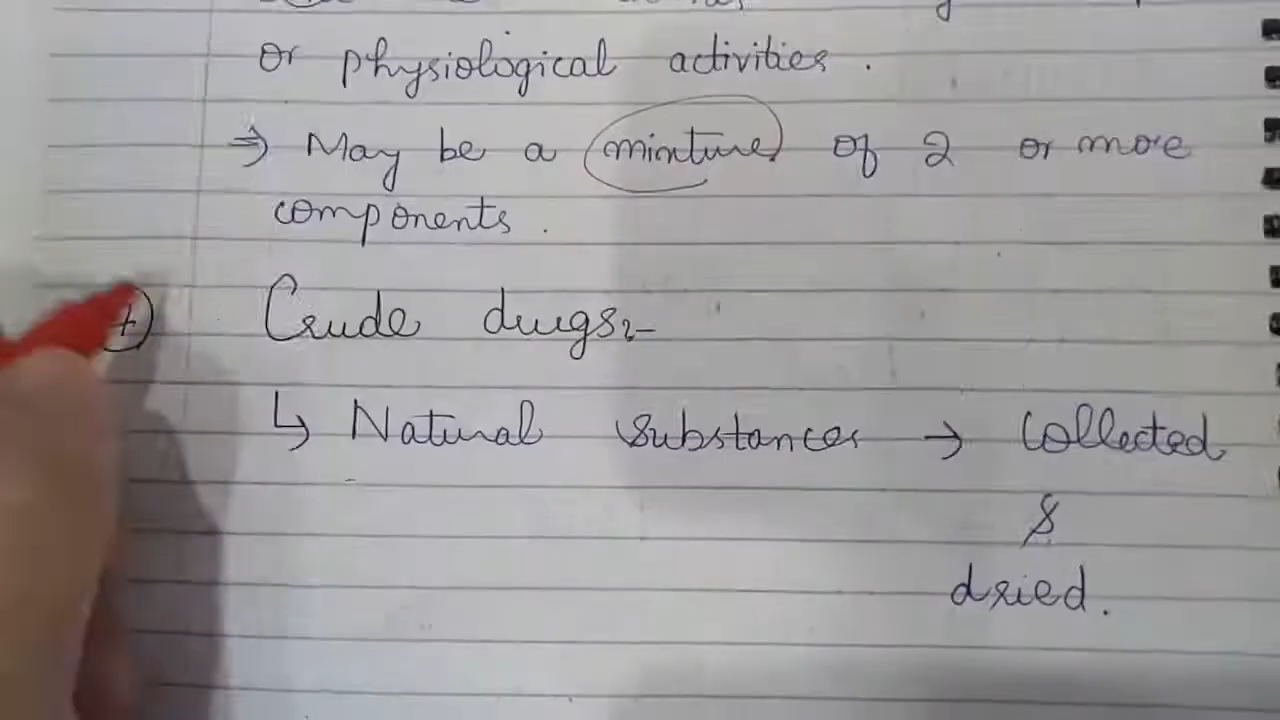 or physiological activities .
⇒ May be a mixture of 2 or more
components .
+ Crude drugs :-
↳ Natural substances → collected
&
dried .